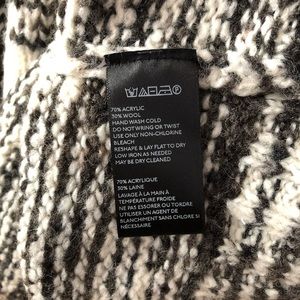 70% ACRYLIC
30% WOOL
HAND WASH COLD
DO NOT WRING OR TWIST
USE ONLY NON-CHLORINE
BLEACH
RESHAPE & LAY FLAT TO DRY
LOW IRON AS NEEDED
MAY BE DRY CLEANED
70% ACRYLIQUE
30% LAINE
LAVAGE À LA MAIN À
TEMPÉRATURE FROIDE
NE PAS ESSORER OU TORDRE
UTILISER UN AGENT DE
BLANCHIMENT SANS CHLORE SI
NÉCESSAIRE